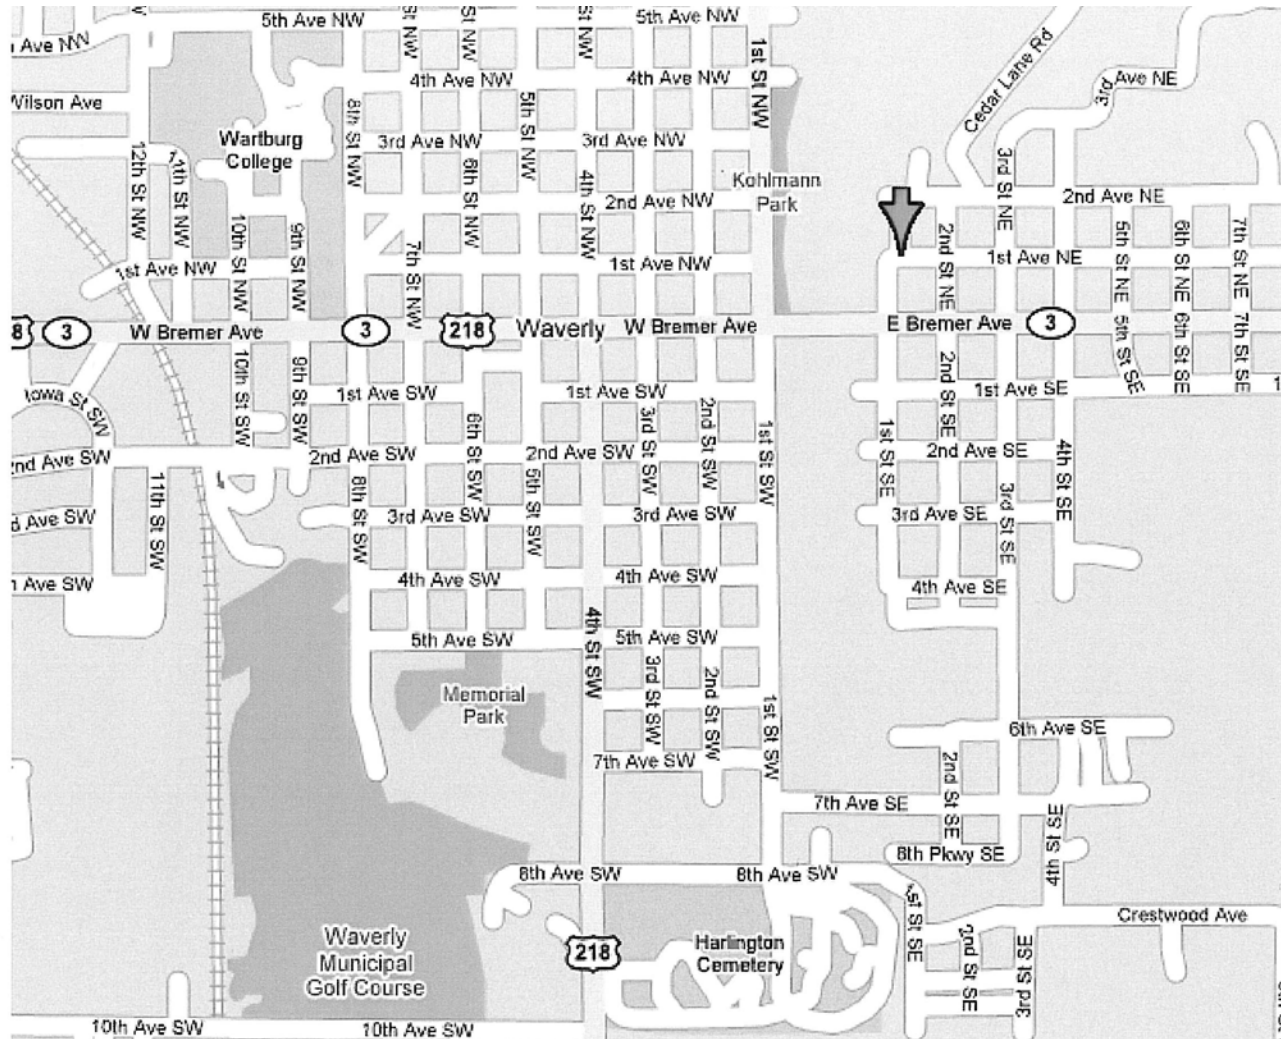 5th Ave NW
Ave NW
St NW
St NW
St NW
1st St NW
Cedar Lane Rd
3rd Ave NE
4th Ave NW
4th Ave NW
Wilson Ave
8th St NW
5th St NW
Wartburg
College
3rd Ave NW
3rd Ave NW
12th St NW
11th St NW
6th St NW
4th St NW
Kohlmann
Park
3rd St NE
2nd Ave NW
2nd Ave NE
10th St NW
9th St NW
7th St NW
2nd St NE
5th St NE
6th St NE
7th St NE
1st Ave NW
1st Ave NW
1st Ave NE
8
3
W Bremer Ave
3
218
Waverly
W Bremer Ave
E Bremer Ave
3
10th St SW
9th St SW
2nd St SE
5th St SE
6th St SE
7th St SE
Iowa St SW
1st Ave SW
1st Ave SW
1st Ave SE
1
6th St SW
3rd St SW
2nd St SW
1st St SW
1st St SE
2nd Ave SW
2nd Ave SW
2nd Ave SW
2nd Ave SE
4th St SE
11th St SW
8th St SW
5th St SW
3rd St SE
d Ave SW
3rd Ave SW
3rd Ave SW
3rd Ave SE
Ave SW
4th Ave SW
4th Ave SW
4th Ave SE
4th St SW
5th Ave SW
5th Ave SW
3rd St SW
2nd St SW
1st St SW
Memorial
Park
6th Ave SE
7th Ave SW
2nd St SE
7th Ave SE
4th St SE
8th Pkwy SE
8th Ave SW
8th Ave SW
1st St SE
Crestwood Ave
Waverly
Municipal
Golf Course
218
Harlington
Cemetery
2nd St SE
3rd St SE
10th Ave SW
10th Ave SW